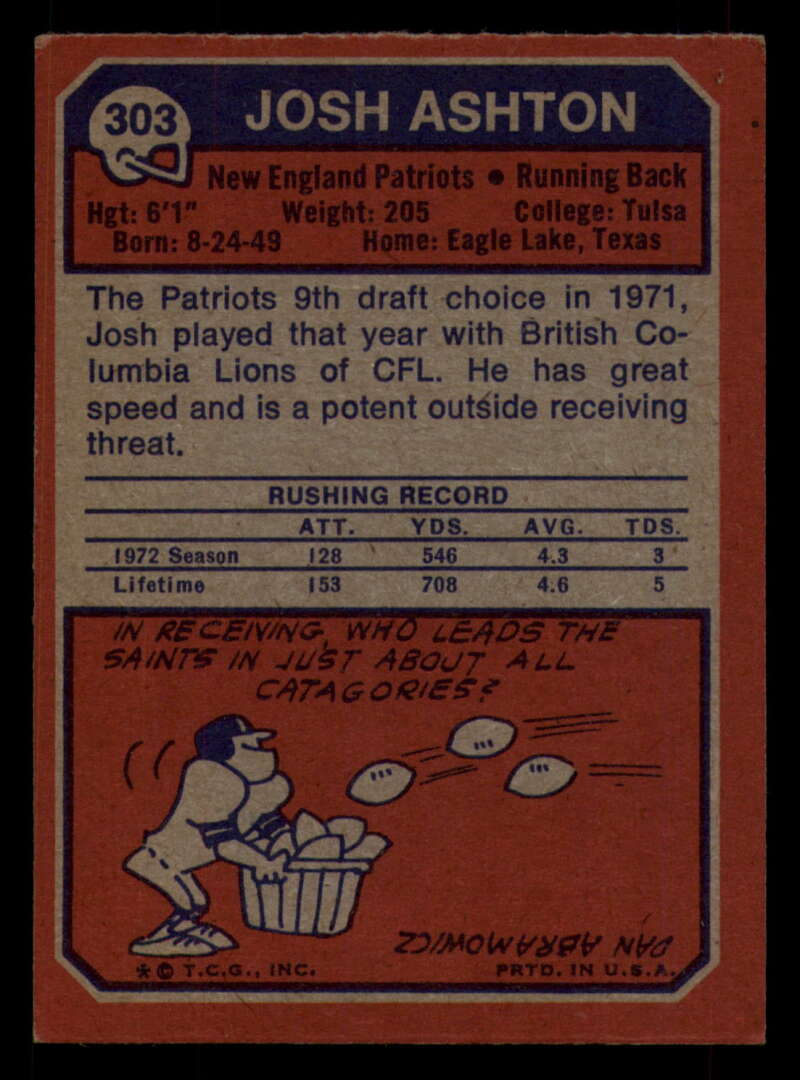 303
JOSH ASHTON
New England Patriots • Running Back
Hgt: 6'1" Weight: 205 College: Tulsa
Born: 8-24-49 Home: Eagle Lake, Texas
The Patriots 9th draft choice in 1971,
Josh played that year with British Co-
lumbia Lions of CFL. He has great
speed and is a potent outside receiving
threat.
RUSHING RECORD
ATT. YDS. AVG. TDS.
1972 Season 128 546 4.3 3
Lifetime 153 708 4.6 5
IN RECEIVING, WHO LEADS THE
SAINTS IN JUST ABOUT ALL
CATAGORIES?
DAN ABRAMOWICZ
* © T.C.G., INC. PRTD. IN U.S.A.